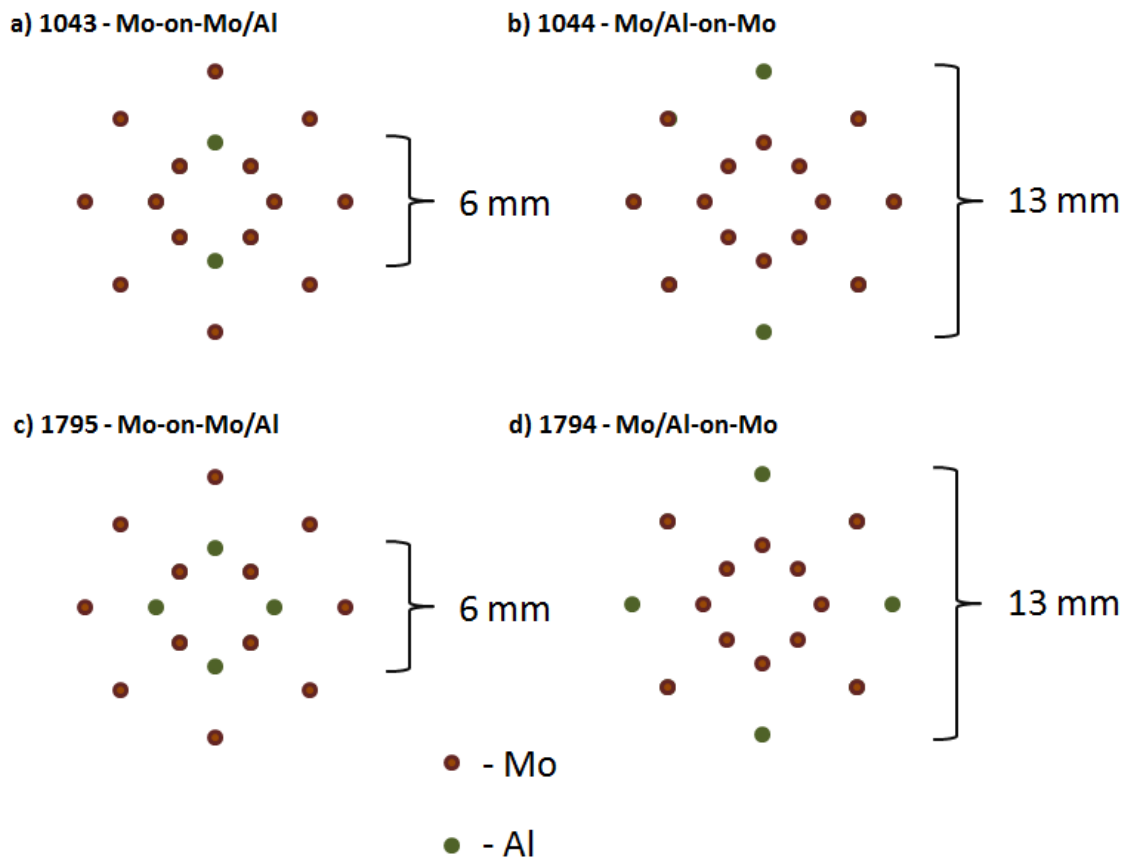 a) 1043 - Mo-on-Mo/Al
b) 1044 - Mo/Al-on-Mo
6 mm
13 mm
c) 1795 - Mo-on-Mo/Al
d) 1794 - Mo/Al-on-Mo
6 mm
13 mm
- Mo
- Al